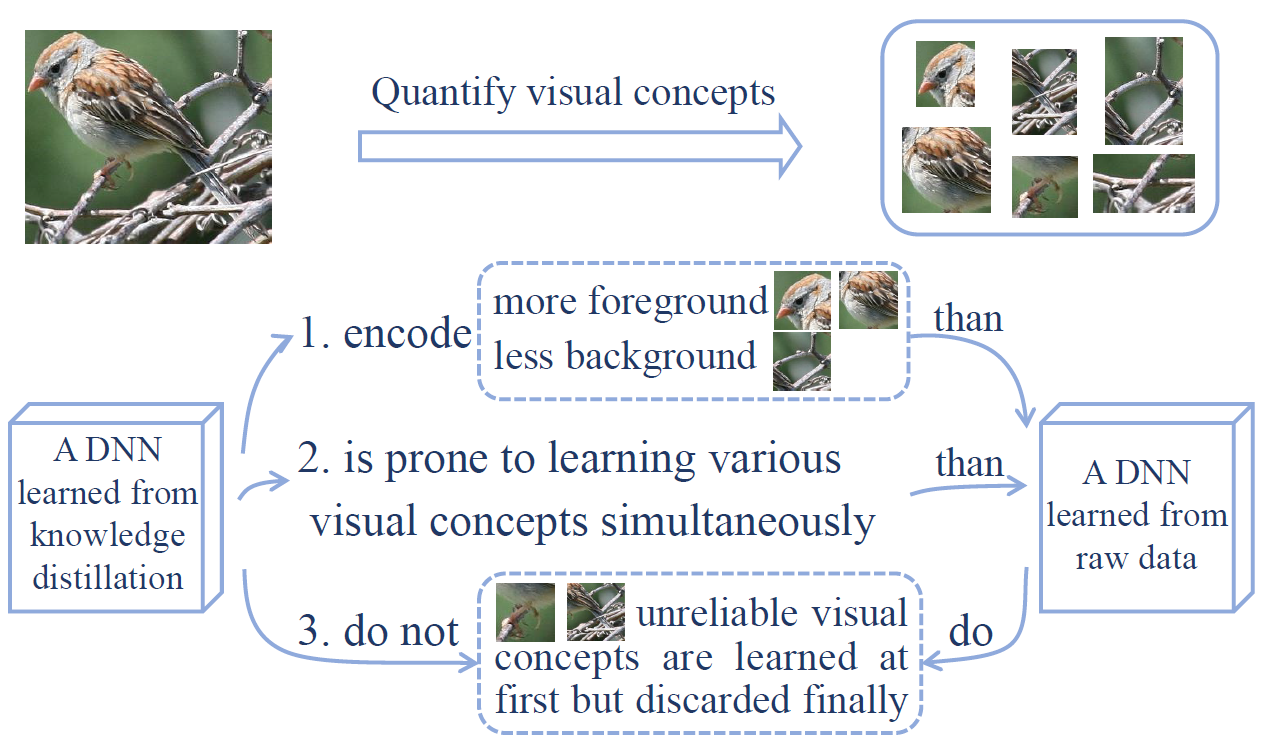 Quantify visual concepts
1. encode
more foreground
less background
than
A DNN
learned from
knowledge
distillation
2. is prone to learning various
visual concepts simultaneously
than
A DNN
learned from
raw data
3. do not
unreliable visual
concepts are learned at
first but discarded finally
do